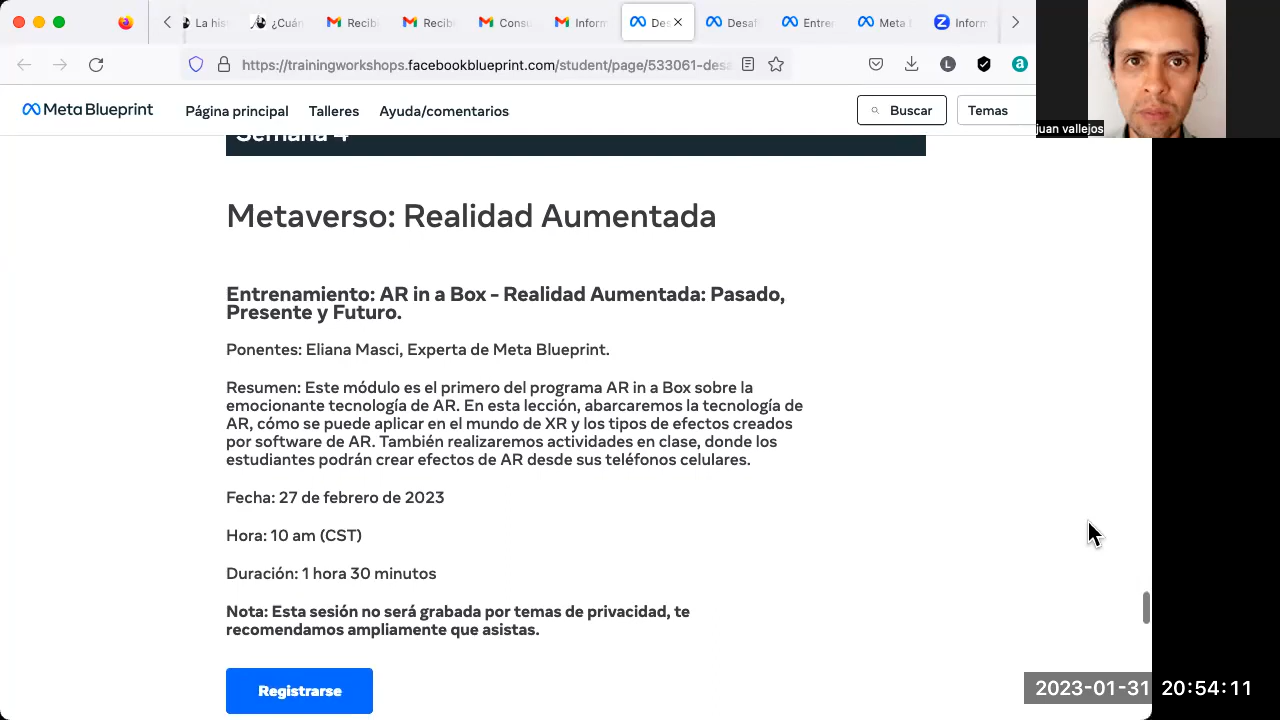 La his
¿Cuán
Recib
Recib
Consu
Inform
Des
Desaf
Entren
Meta
Inform
https://trainingworkshops.facebookblueprint.com/student/page/533061-desa
Meta Blueprint
Página principal
Talleres
Ayuda/comentarios
Buscar
Temas
juan vallejos
Semana 4
Metaverso: Realidad Aumentada
Entrenamiento: AR in a Box - Realidad Aumentada: Pasado,
Presente y Futuro.
Ponentes: Eliana Masci, Experta de Meta Blueprint.
Resumen: Este módulo es el primero del programa AR in a Box sobre la
emocionante tecnología de AR. En esta lección, abarcaremos la tecnología de
AR, cómo se puede aplicar en el mundo de XR y los tipos de efectos creados
por software de AR. También realizaremos actividades en clase, donde los
estudiantes podrán crear efectos de AR desde sus teléfonos celulares.
Fecha: 27 de febrero de 2023
Hora: 10 am (CST)
Duración: 1 hora 30 minutos
Nota: Esta sesión no será grabada por temas de privacidad, te
recomendamos ampliamente que asistas.
Registrarse
2023-01-31 20:54:11